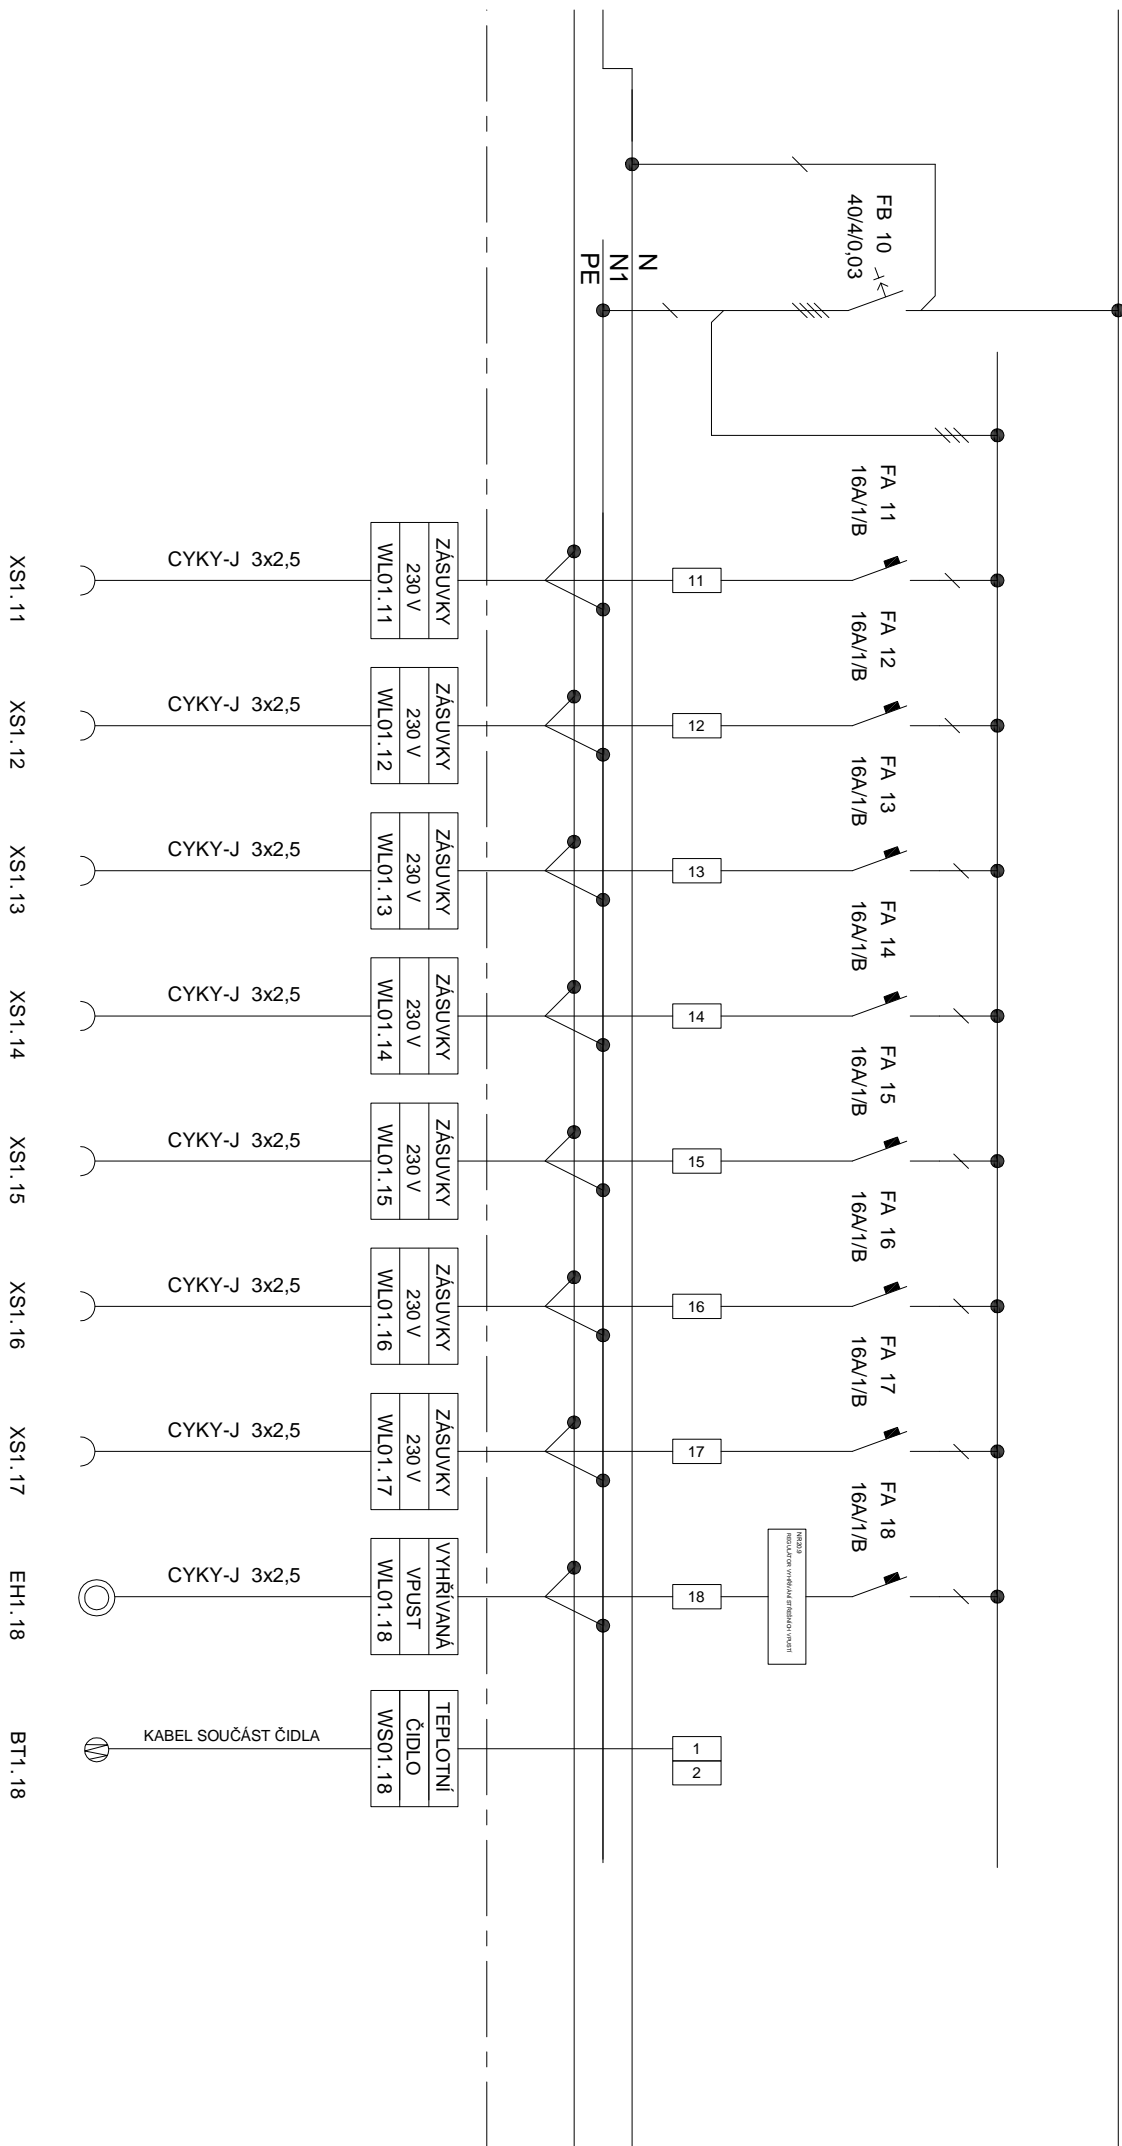 FB 10
40/4/0,03
N
N1
PE
FA 11
16A/1/B
11
ZÁSUVKY
230 V
WL01.11
CYKY-J 3x2,5
XS1.11
FA 12
16A/1/B
12
ZÁSUVKY
230 V
WL01.12
CYKY-J 3x2,5
XS1.12
FA 13
16A/1/B
13
ZÁSUVKY
230 V
WL01.13
CYKY-J 3x2,5
XS1.13
FA 14
16A/1/B
14
ZÁSUVKY
230 V
WL01.14
CYKY-J 3x2,5
XS1.14
FA 15
16A/1/B
15
ZÁSUVKY
230 V
WL01.15
CYKY-J 3x2,5
XS1.15
FA 16
16A/1/B
16
ZÁSUVKY
230 V
WL01.16
CYKY-J 3x2,5
XS1.16
FA 17
16A/1/B
17
ZÁSUVKY
230 V
WL01.17
CYKY-J 3x2,5
XS1.17
FA 18
16A/1/B
REGULÁTOR VYHŘÍVÁNÍ STŘEŠNÍCH VPUSTÍ
18
VYHŘÍVANÁ
VPUST
WL01.18
CYKY-J 3x2,5
EH1.18
1
2
TEPLOTNÍ
ČIDLO
WS01.18
KABEL SOUČÁST ČIDLA
BT1.18